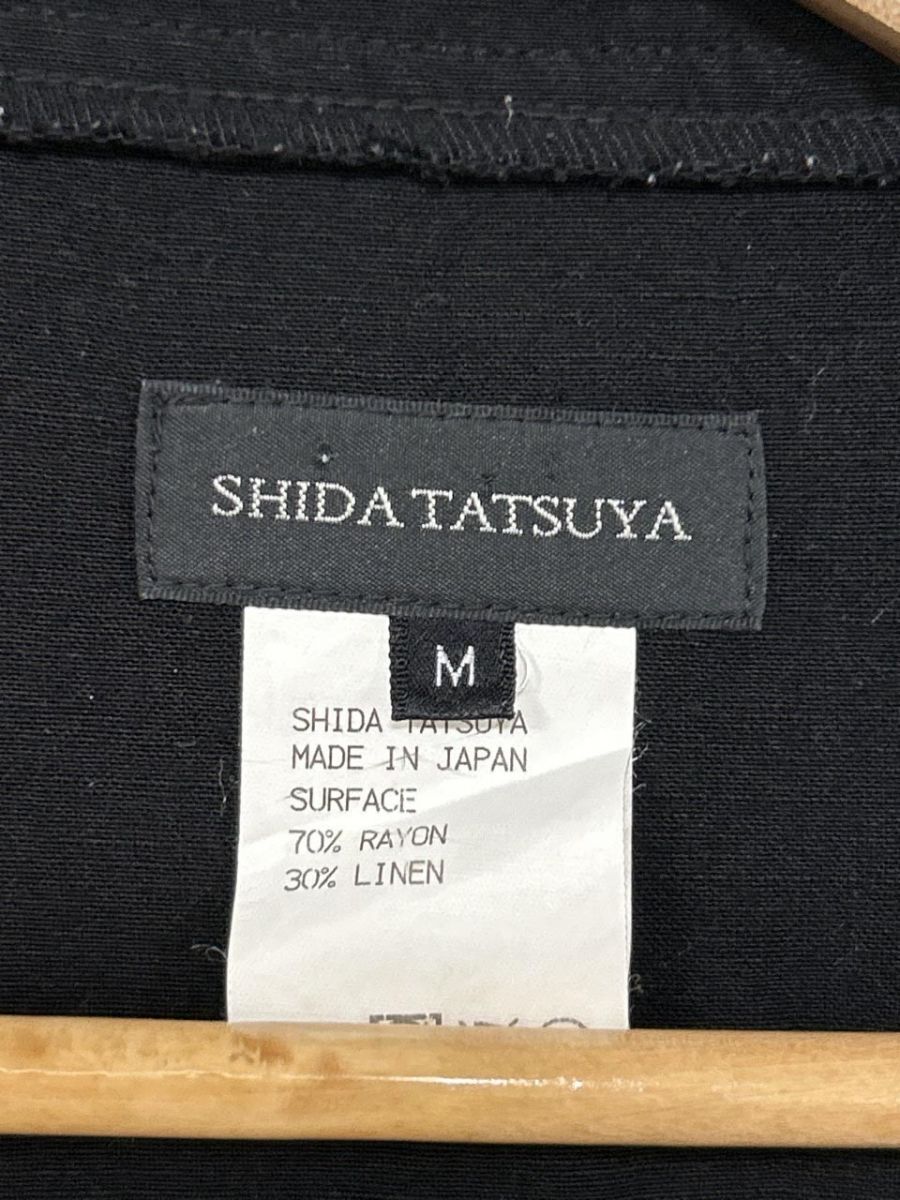 SHIDA TATSUYA
M
SHIDA TATSUYA
MADE IN JAPAN
SURFACE
70% RAYON
30% LINEN